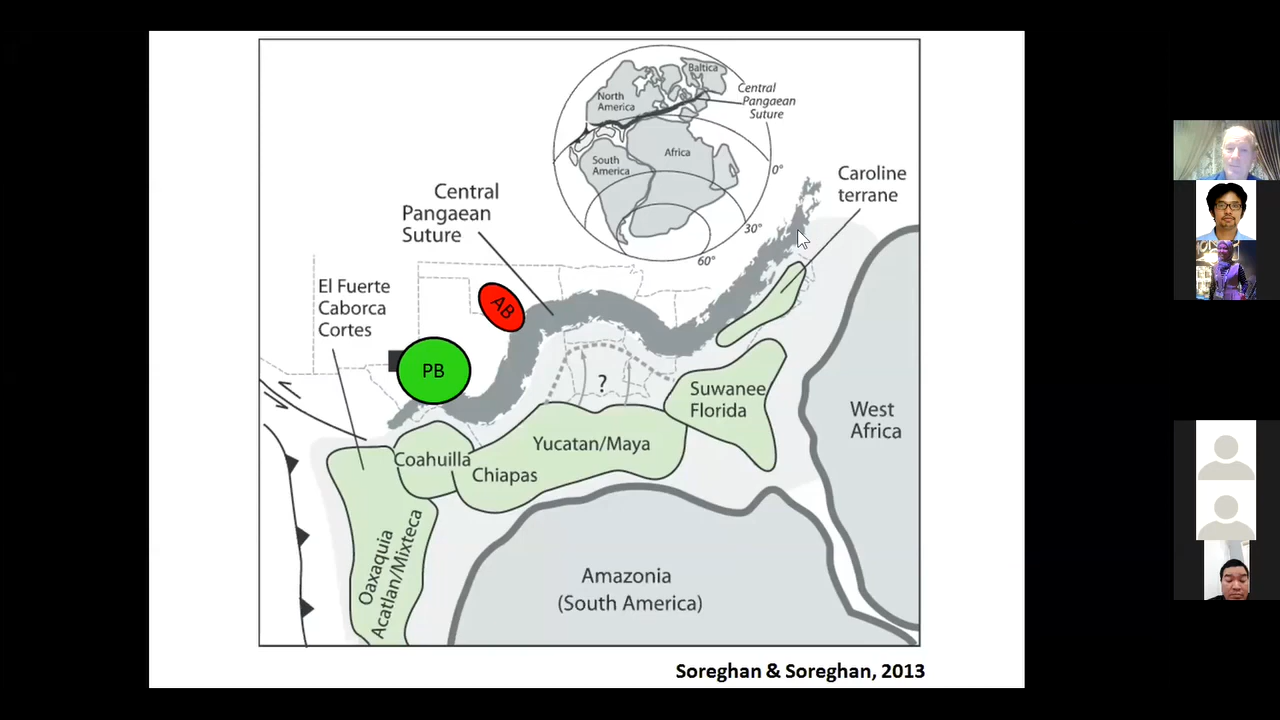 Baltica
North
America
Central
Pangaean
Suture
South
America
Africa
0°
30°
60°
Caroline
terrane
Central
Pangaean
Suture
El Fuerte
Caborca
Cortes
AB
PB
?
Suwanee
Florida
West
Africa
Yucatan/Maya
Coahuilla
Chiapas
Oaxaquia
Acatlan/Mixteca
Amazonia
(South America)
Soreghan & Soreghan, 2013